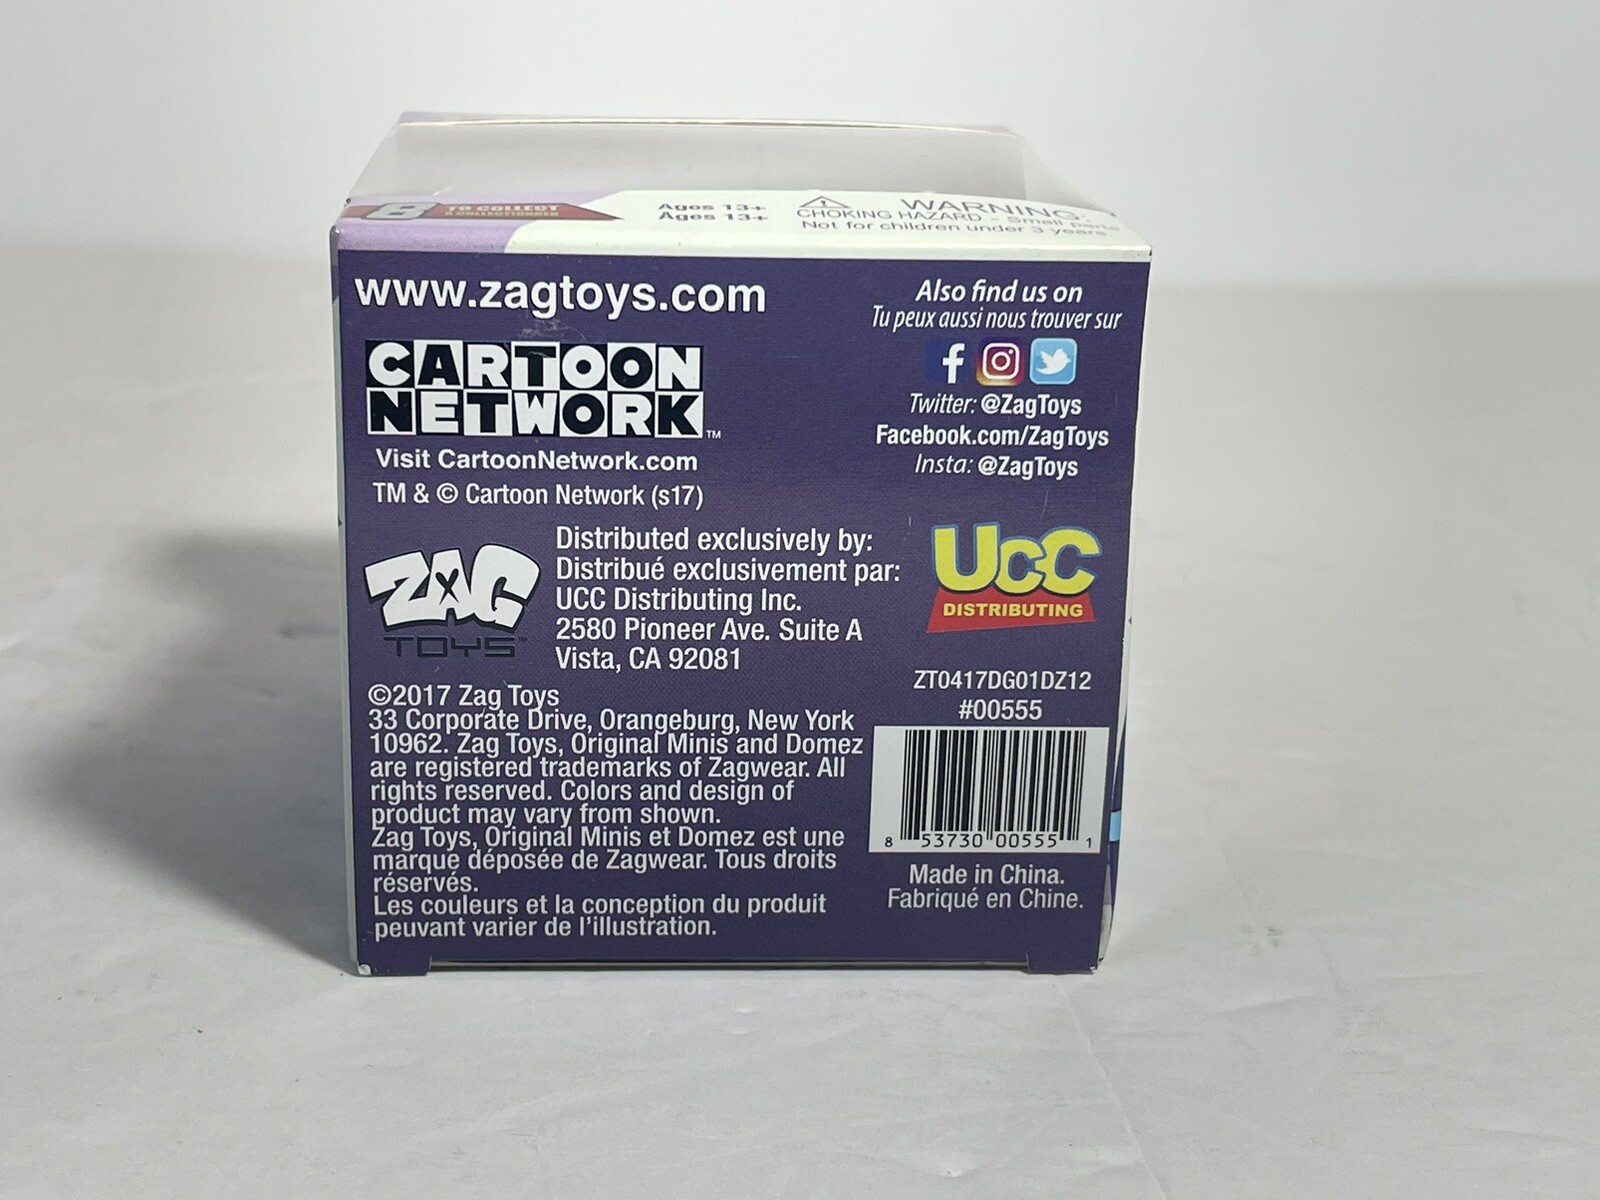 8 TO COLLECT
À COLLECTIONNER
Ages 13+
Ages 13+
WARNING:
CHOKING HAZARD - Small parts
Not for children under 3 years.
www.zagtoys.com
CARTOON
NETWORK™
Visit CartoonNetwork.com
TM & © Cartoon Network (s17)
Also find us on
Tu peux aussi nous trouver sur
Twitter: @ZagToys
Facebook.com/ZagToys
Insta: @ZagToys
ZAG
TOYS™
Distributed exclusively by:
Distribué exclusivement par:
UCC Distributing Inc.
2580 Pioneer Ave. Suite A
Vista, CA 92081
UCC
DISTRIBUTING
©2017 Zag Toys
33 Corporate Drive, Orangeburg, New York
10962. Zag Toys, Original Minis and Domez
are registered trademarks of Zagwear. All
rights reserved. Colors and design of
product may vary from shown.
Zag Toys, Original Minis et Domez est une
marque déposée de Zagwear. Tous droits
réservés.
Les couleurs et la conception du produit
peuvant varier de l'illustration.
ZT0417DG01DZ12
#00555
8 53730 00555 1
Made in China.
Fabriqué en Chine.